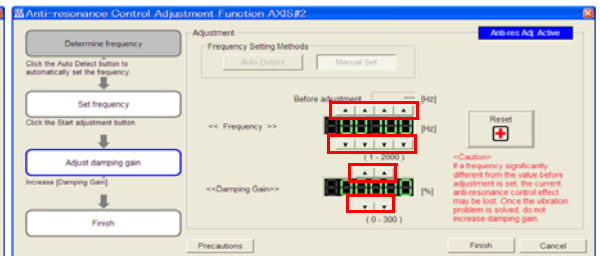 Anti-resonance Control Adjustment Function AXIS#2
Determine frequency
Click the Auto Detect button to
automatically set the frequency.
Set frequency
Click the Start adjustment button.
Adjust damping gain
Increase [Damping Gain]
Finish
Adjustment
Anti-res Adj. Active
Frequency Setting Methods
Auto Detect
Manual Set
Before adjustment
---- [Hz]
<< Frequency >>
[Hz]
( 1 - 2000 )
<<Damping Gain>>
[%]
( 0 - 300 )
Reset
<Caution>
If a frequency significantly
different from the value before
adjustment is set, the current
anti-resonance control effect
may be lost. Once the vibration
problem is solved, do not
increase damping gain.
Precautions
Finish
Cancel